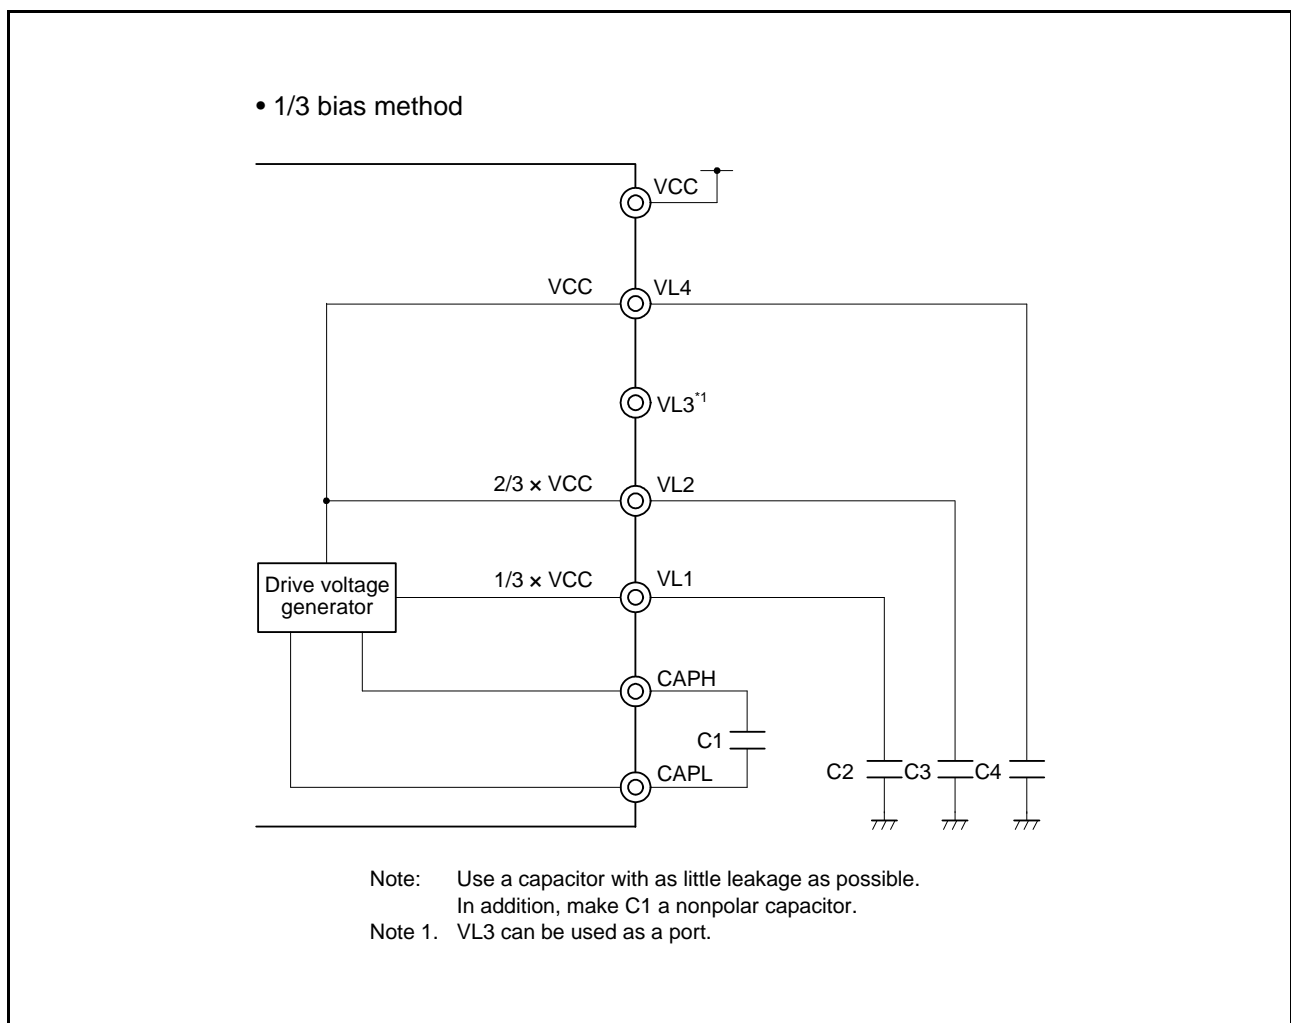 • 1/3 bias method
VCC
VCC VL4
VL3*1
2/3 × VCC VL2
1/3 × VCC VL1
Drive voltage
generator
CAPH
C1
CAPL
C2 C3 C4
Note: Use a capacitor with as little leakage as possible.
In addition, make C1 a nonpolar capacitor.
Note 1. VL3 can be used as a port.